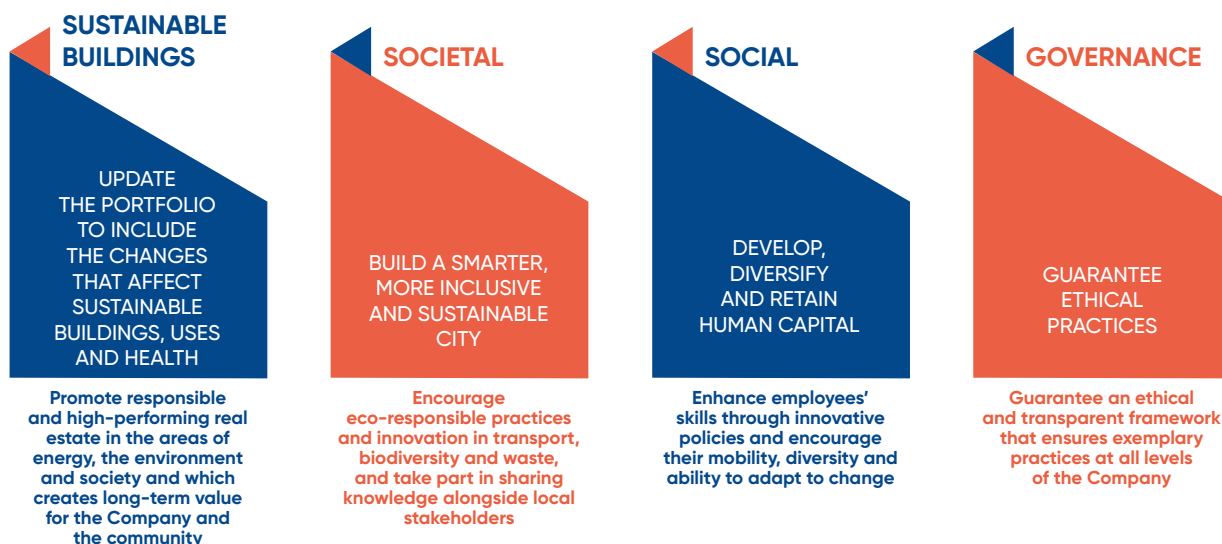 SUSTAINABLE
BUILDINGS
UPDATE
THE PORTFOLIO
TO INCLUDE
THE CHANGES
THAT AFFECT
SUSTAINABLE
BUILDINGS, USES
AND HEALTH
Promote responsible
and high-performing real
estate in the areas of
energy, the environment
and society and which
creates long-term value
for the Company and
the community
SOCIETAL
BUILD A SMARTER,
MORE INCLUSIVE
AND SUSTAINABLE
CITY
Encourage
eco-responsible practices
and innovation in transport,
biodiversity and waste,
and take part in sharing
knowledge alongside local
stakeholders
SOCIAL
DEVELOP,
DIVERSIFY
AND RETAIN
HUMAN CAPITAL
Enhance employees’
skills through innovative
policies and encourage
their mobility, diversity and
ability to adapt to change
GOVERNANCE
GUARANTEE
ETHICAL
PRACTICES
Guarantee an ethical
and transparent framework
that ensures exemplary
practices at all levels
of the Company